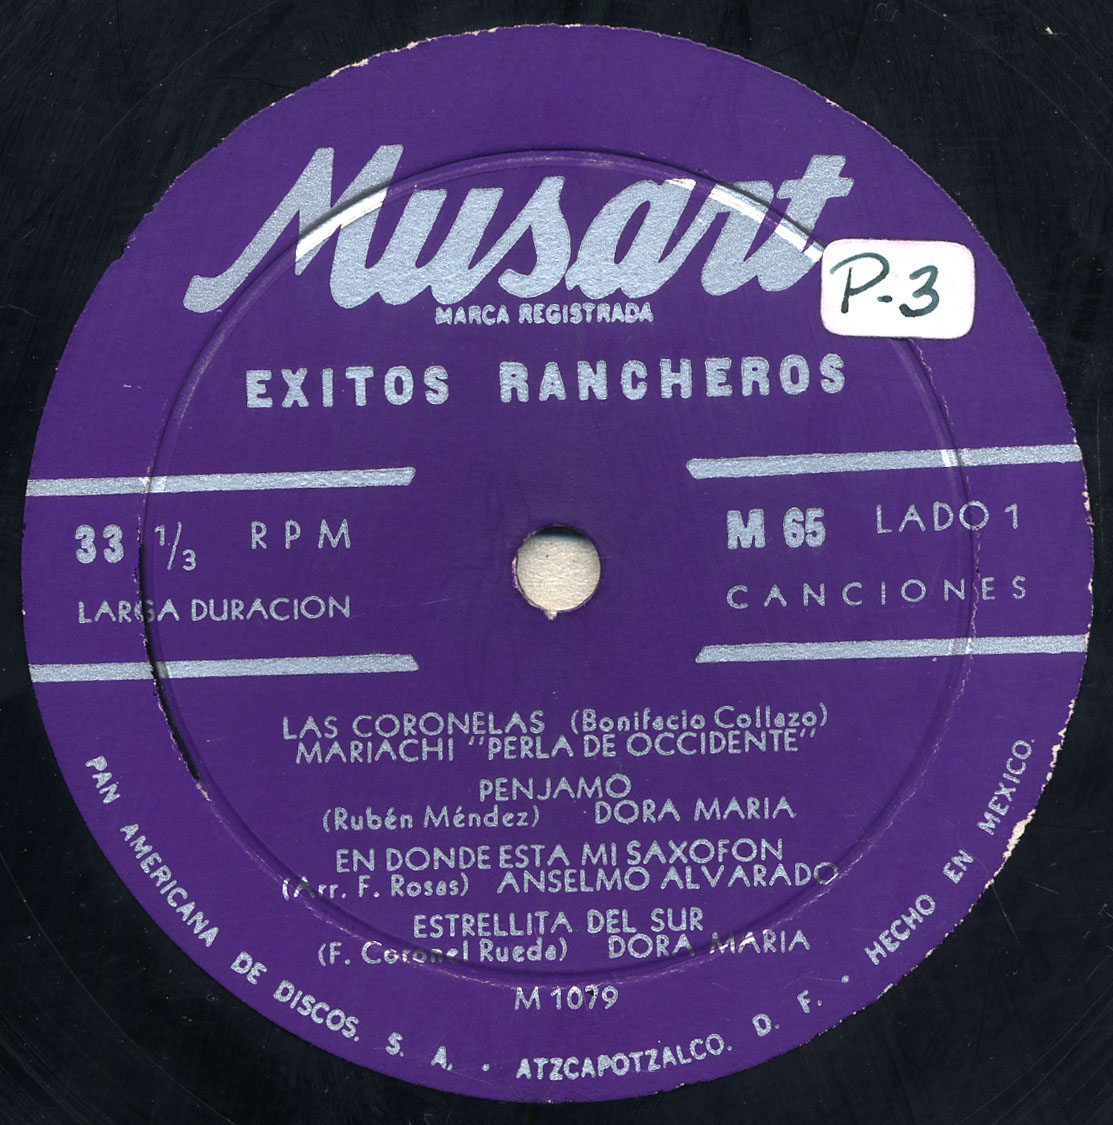 Musart
P-3
MARCA REGISTRADA
EXITOS RANCHEROS
33 1/3 RPM
LARGA DURACION
M 65 LADO 1
CANCIONES
LAS CORONELAS (Bonifacio Collazo)
MARIACHI "PERLA DE OCCIDENTE"
PENJAMO
(Rubén Méndez) DORA MARIA
EN DONDE ESTA MI SAXOFON
(Arr. F. Rosas) ANSELMO ALVARADO
ESTRELLITA DEL SUR
(F. Coronel Rueda) DORA MARIA
M 1079
PAN AMERICANA DE DISCOS. S. A. · ATZCAPOTZALCO. D. F. · HECHO EN MEXICO.